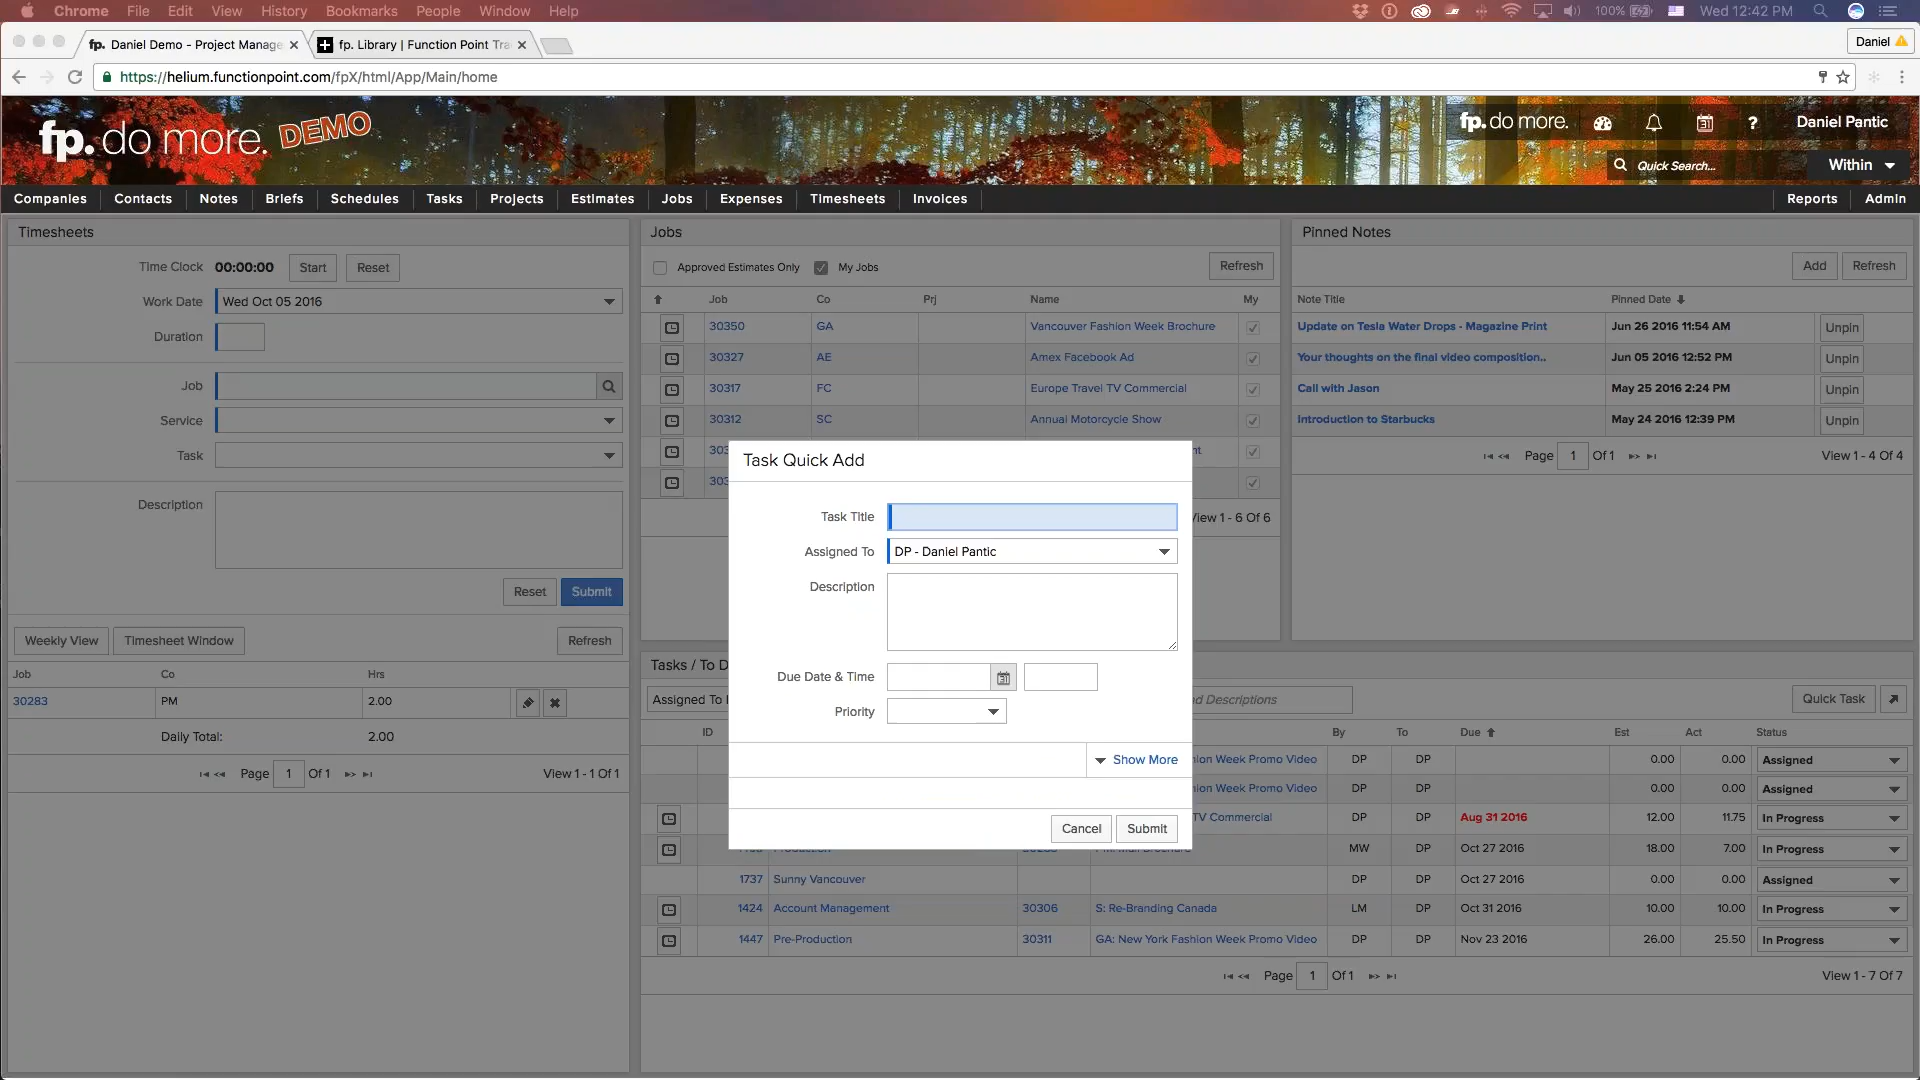 Chrome File Edit View History Bookmarks People Window Help 100% Wed 12:42 PM
fp. Daniel Demo - Project Manage
fp. Library | Function Point Tra
Daniel
https://helium.functionpoint.com/fpX/html/App/Main/home
fp. do more. DEMO
fp. do more. ? Daniel Pantic
Quick Search... Within
Companies Contacts Notes Briefs Schedules Tasks Projects Estimates Jobs Expenses Timesheets Invoices Reports Admin
Timesheets
Time Clock 00:00:00 Start Reset
Work Date Wed Oct 05 2016
Duration
Job
Service
Task
Description
Reset Submit
Weekly View Timesheet Window Refresh
Job Co Hrs
30283 PM 2.00
Daily Total: 2.00
Page 1 Of 1 View 1 - 1 Of 1
Jobs
Approved Estimates Only My Jobs Refresh
Job Co Prj Name My
30350 GA Vancouver Fashion Week Brochure
30327 AE Amex Facebook Ad
30317 FC Europe Travel TV Commercial
30312 SC Annual Motorcycle Show
View 1 - 6 Of 6
Pinned Notes
Add Refresh
Note Title Pinned Date
Update on Tesla Water Drops - Magazine Print Jun 26 2016 11:54 AM Unpin
Your thoughts on the final video composition.. Jun 05 2016 12:52 PM Unpin
Call with Jason May 25 2016 2:24 PM Unpin
Introduction to Starbucks May 24 2016 12:39 PM Unpin
Page 1 Of 1 View 1 - 4 Of 4
Task Quick Add
Task Title
Assigned To DP - Daniel Pantic
Description
Due Date & Time
Priority
Show More
Cancel Submit
Tasks / To D
Assigned To nd Descriptions Quick Task
ID By To Due Est Act Status
ion Week Promo Video DP DP 0.00 0.00 Assigned
ion Week Promo Video DP DP 0.00 0.00 Assigned
TV Commercial DP DP Aug 31 2016 12.00 11.75 In Progress
MW DP Oct 27 2016 18.00 7.00 In Progress
1737 Sunny Vancouver DP DP Oct 27 2016 0.00 0.00 Assigned
1424 Account Management 30306 S: Re-Branding Canada LM DP Oct 31 2016 10.00 10.00 In Progress
1447 Pre-Production 30311 GA: New York Fashion Week Promo Video DP DP Nov 23 2016 26.00 25.50 In Progress
Page 1 Of 1 View 1 - 7 Of 7